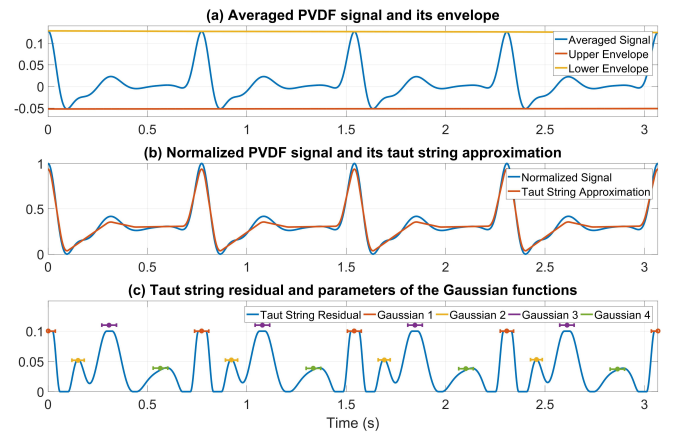 (a) Averaged PVDF signal and its envelope
0.1
0.05
0
-0.05
Averaged Signal
Upper Envelope
Lower Envelope
0 0.5 1 1.5 2 2.5 3
(b) Normalized PVDF signal and its taut string approximation
1
0.5
0
Normalized Signal
Taut String Approximation
0 0.5 1 1.5 2 2.5 3
(c) Taut string residual and parameters of the Gaussian functions
Taut String Residual Gaussian 1 Gaussian 2 Gaussian 3 Gaussian 4
0.1
0.05
0
0 0.5 1 1.5 2 2.5 3
Time (s)